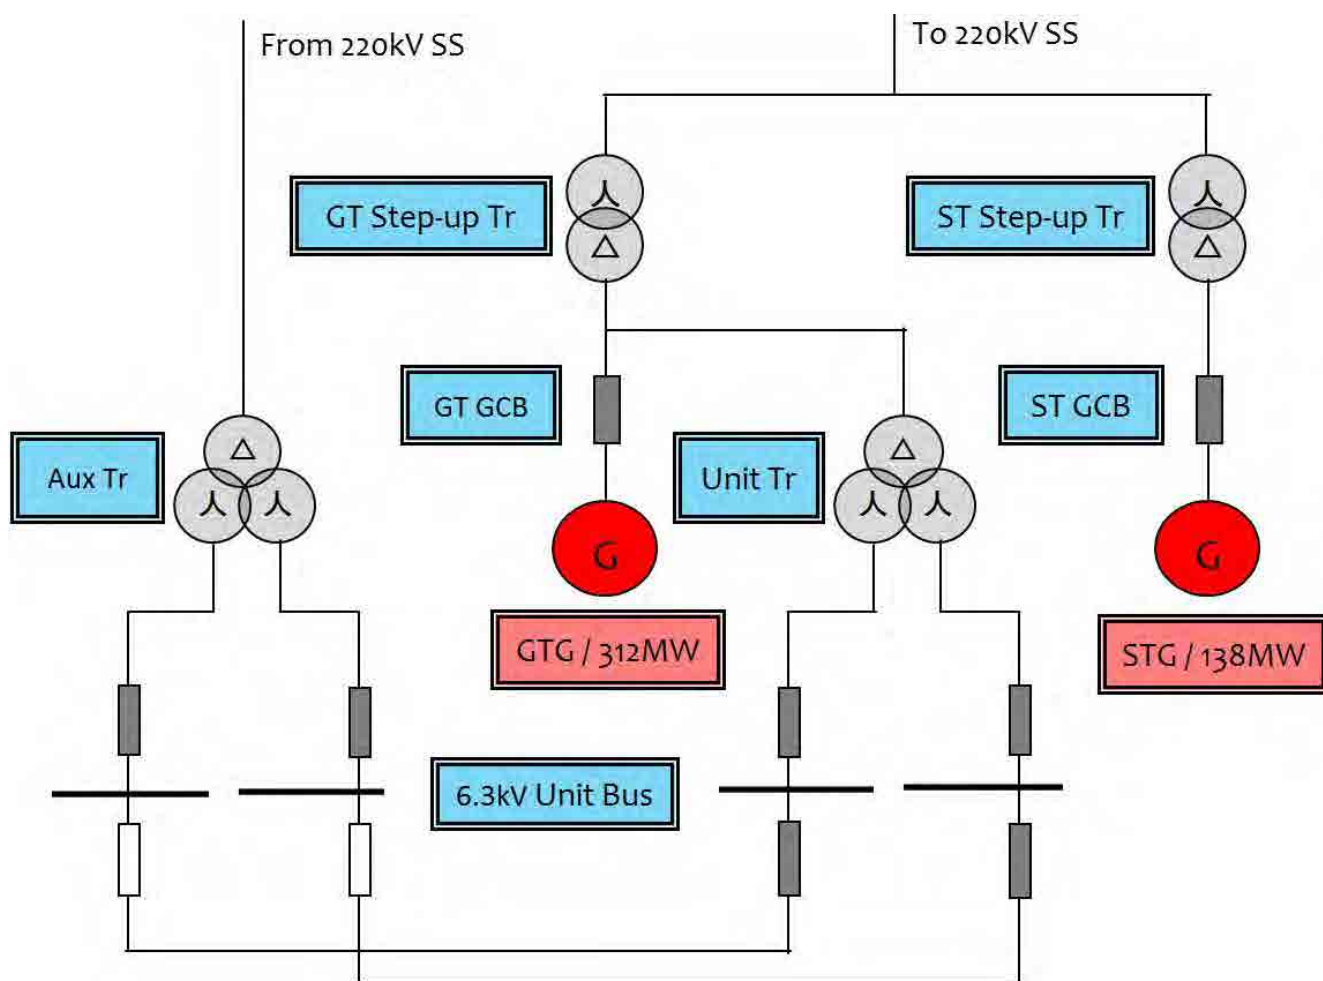 From 220kV SS
To 220kV SS
GT Step-up Tr
ST Step-up Tr
GT GCB
ST GCB
Aux Tr
Unit Tr
G
G
GTG / 312MW
STG / 138MW
6.3kV Unit Bus